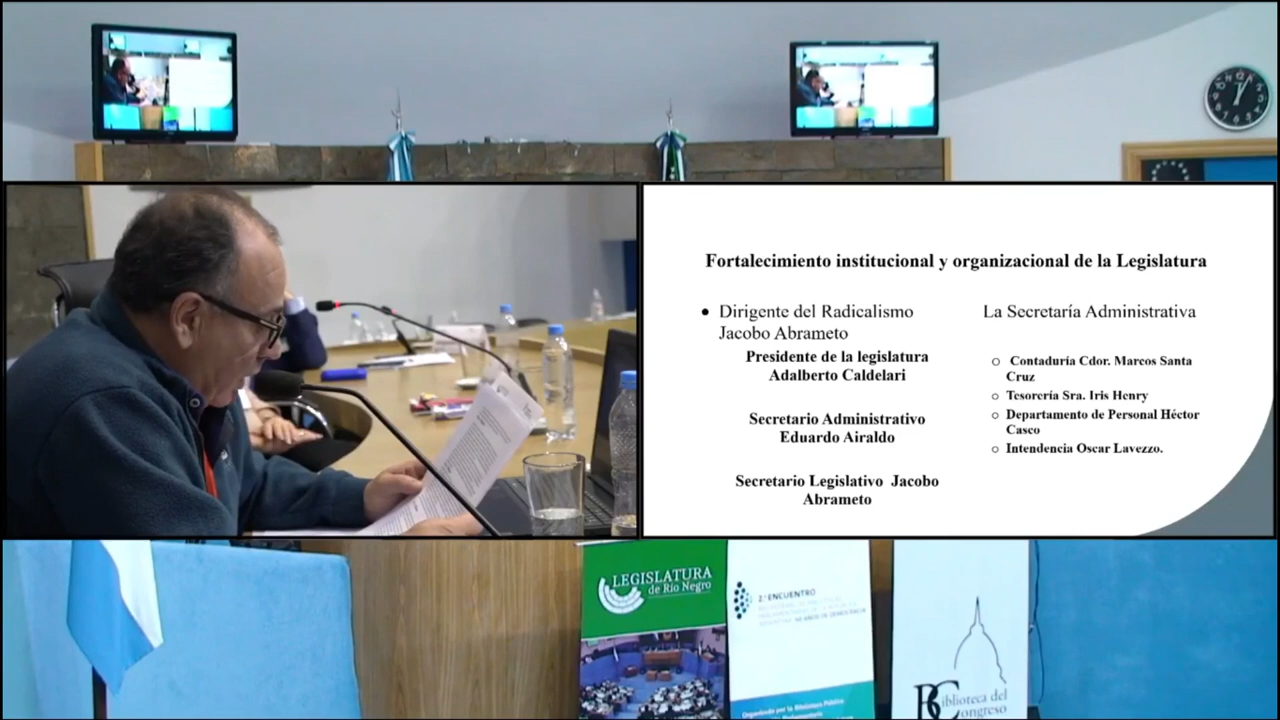 Fortalecimiento institucional y organizacional de la Legislatura
• Dirigente del Radicalismo
Jacobo Abrameto
Presidente de la legislatura
Adalberto Caldelari
Secretario Administrativo
Eduardo Airaldo
Secretario Legislativo Jacobo
Abrameto
La Secretaría Administrativa
○ Contaduría Cdor. Marcos Santa
Cruz
○ Tesorería Sra. Iris Henry
○ Departamento de Personal Héctor
Casco
○ Intendencia Oscar Lavezzo.
LEGISLATURA
de Río Negro
2.° ENCUENTRO
Biblioteca del
Congreso